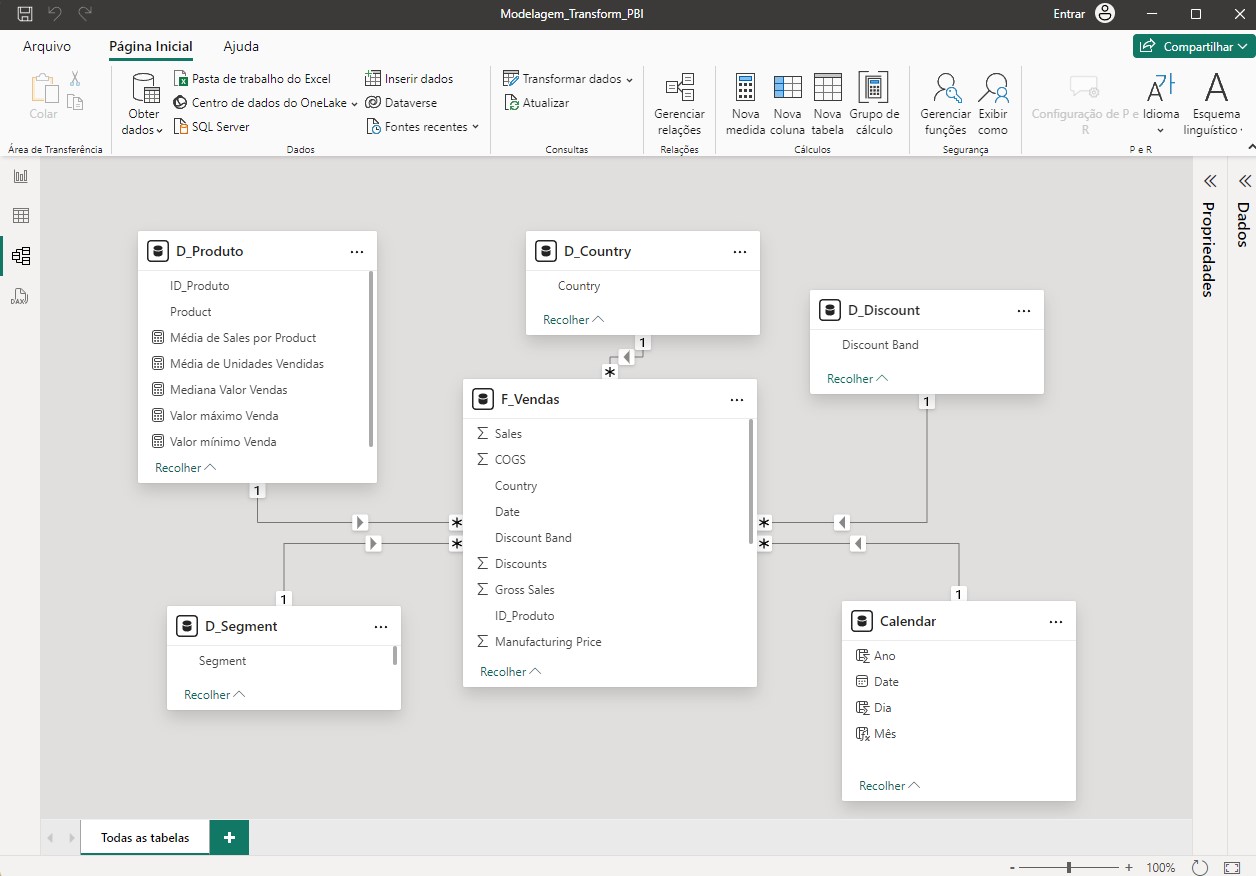 Modelagem_Transform_PBI
Entrar
Arquivo
Página Inicial
Ajuda
Compartilhar
Colar
Área de Transferência
Obter
dados
Pasta de trabalho do Excel
Centro de dados do OneLake
SQL Server
Inserir dados
Dataverse
Fontes recentes
Dados
Transformar dados
Atualizar
Consultas
Gerenciar
relações
Relações
Nova
medida
Nova
coluna
Nova
tabela
Grupo de
cálculo
Cálculos
Gerenciar
funções
Exibir
como
Segurança
Configuração de P e
R
Idioma
Esquema
linguístico
P e R
Propriedades
Dados
D_Produto
ID_Produto
Product
Média de Sales por Product
Média de Unidades Vendidas
Mediana Valor Vendas
Valor máximo Venda
Valor mínimo Venda
Recolher
1
D_Country
Country
Recolher
1
*
D_Discount
Discount Band
Recolher
1
F_Vendas
Sales
COGS
Country
Date
Discount Band
Discounts
Gross Sales
ID_Produto
Manufacturing Price
Recolher
*
*
*
*
1
D_Segment
Segment
Recolher
1
Calendar
Ano
Date
Dia
Mês
Recolher
Todas as tabelas
+
- + 100%